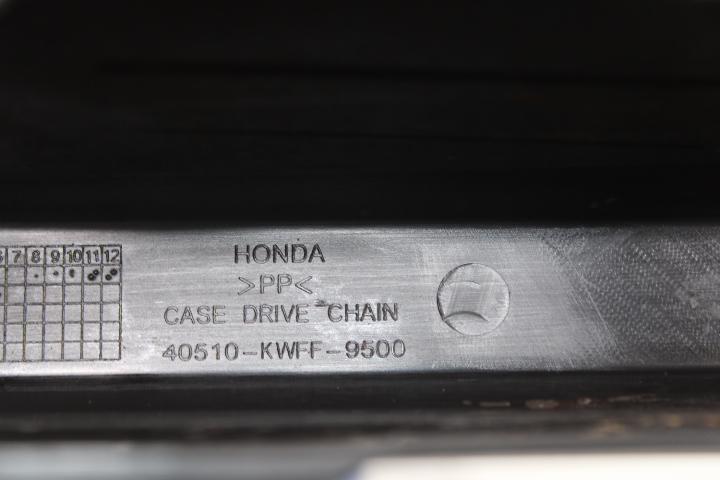 7 8 9 10 11 12
HONDA
>PP<
CASE DRIVE CHAIN
40510-KWFF-9500